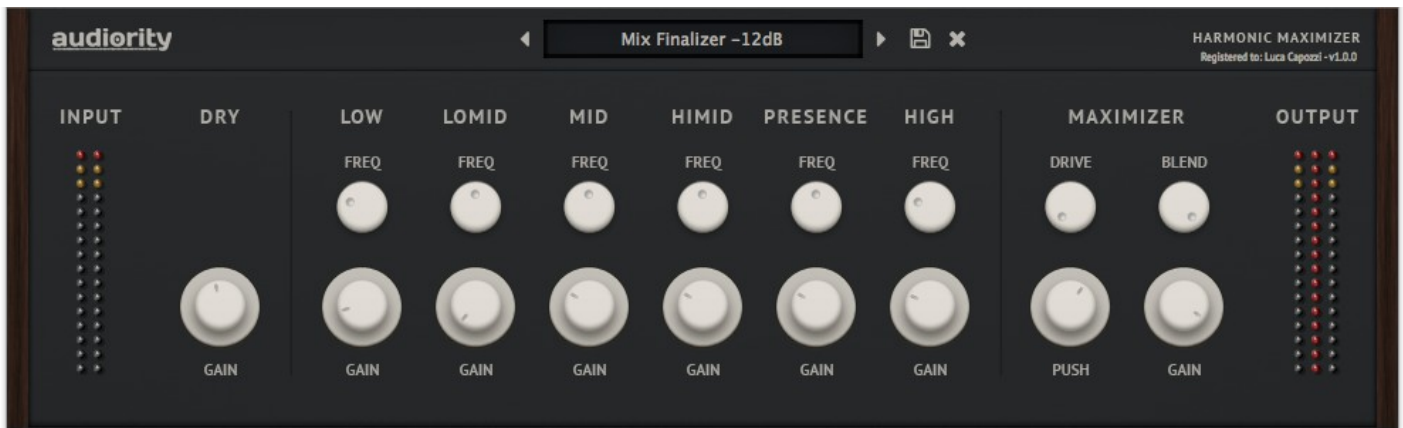 audiority
Mix Finalizer -12dB
HARMONIC MAXIMIZER
Registered to: Luca Capozzi - v1.0.0
INPUT DRY LOW LOMID MID HIMID PRESENCE HIGH MAXIMIZER OUTPUT
FREQ FREQ FREQ FREQ FREQ FREQ DRIVE BLEND
GAIN GAIN GAIN GAIN GAIN GAIN GAIN PUSH GAIN